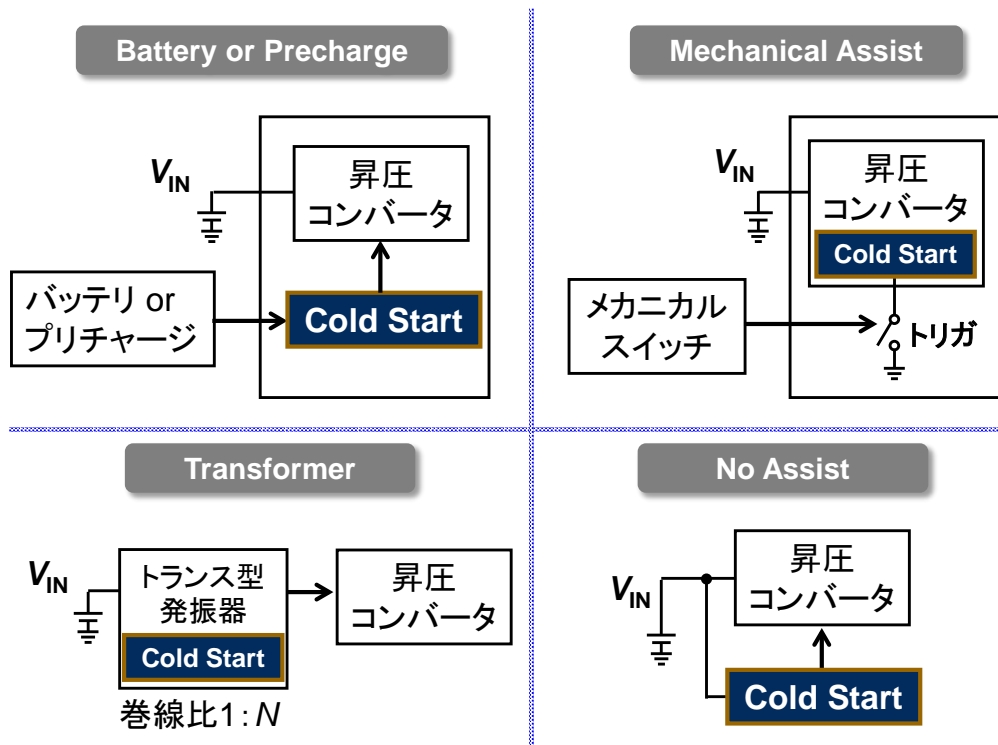 Battery or Precharge
V_IN
昇圧
コンバータ
バッテリ or
プリチャージ
Cold Start
Mechanical Assist
V_IN
昇圧
コンバータ
Cold Start
メカニカル
スイッチ
トリガ
Transformer
V_IN
トランス型
発振器
Cold Start
昇圧
コンバータ
巻線比1:N
No Assist
V_IN
昇圧
コンバータ
Cold Start